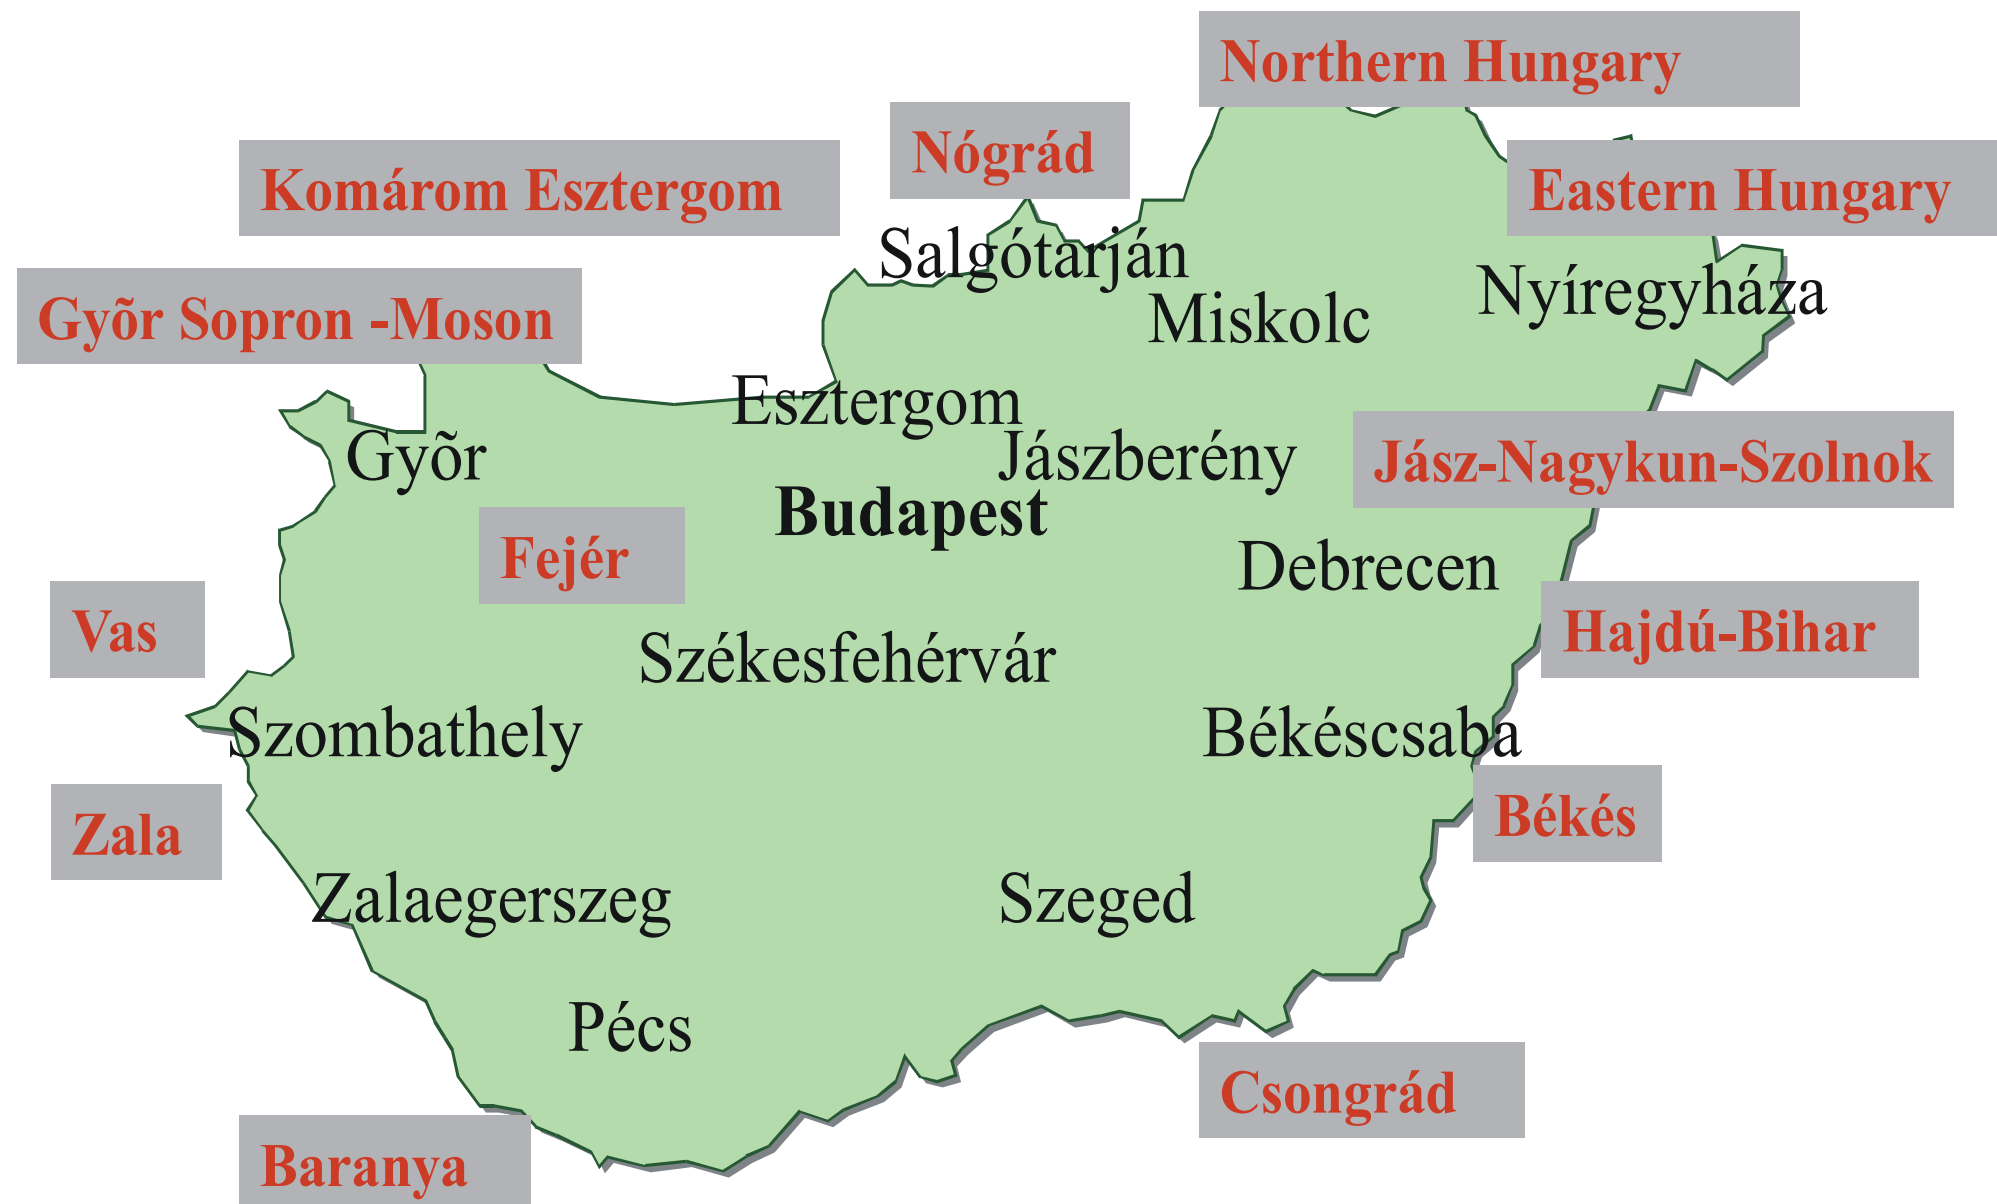 Northern Hungary
Nógrád
Komárom Esztergom
Eastern Hungary
Salgótarján
Nyíregyháza
Győr Sopron -Moson
Miskolc
Esztergom
Gyõr
Jászberény
Jász-Nagykun-Szolnok
Budapest
Fejér
Debrecen
Vas
Hajdú-Bihar
Székesfehérvár
Szombathely
Békéscsaba
Zala
Békés
Zalaegerszeg
Szeged
Pécs
Csongrád
Baranya